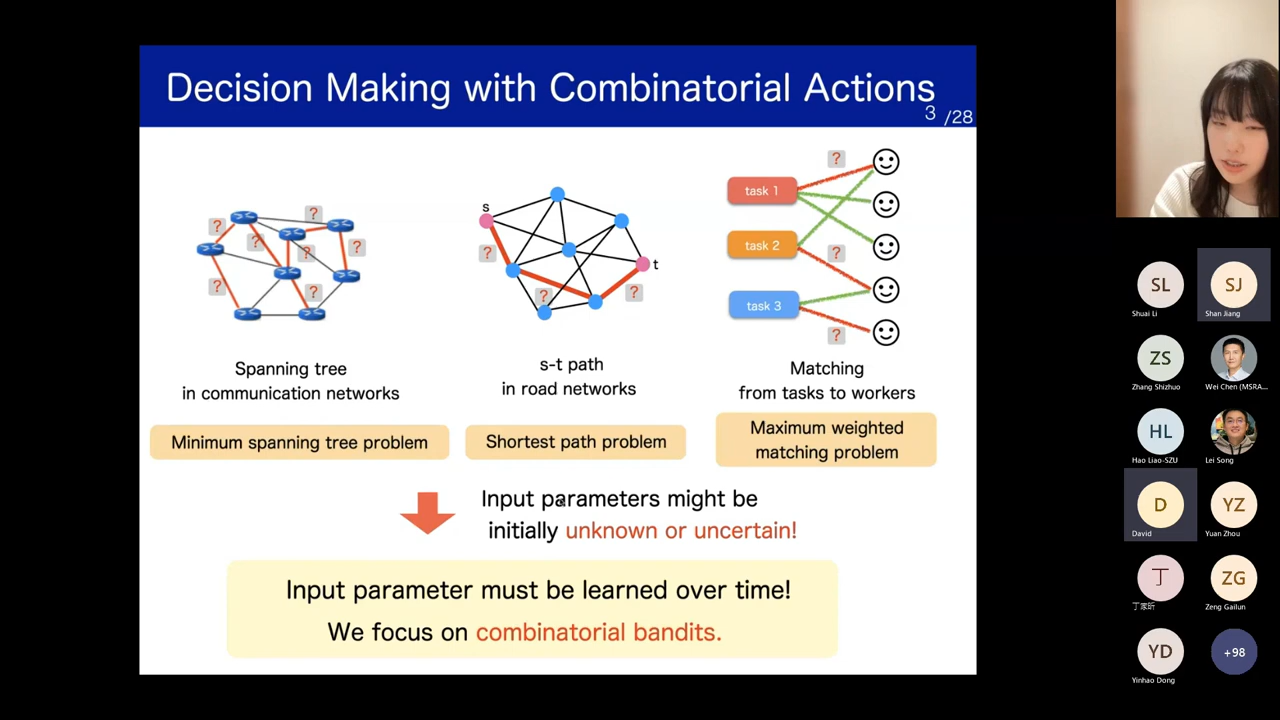 Decision Making with Combinatorial Actions
3 /28
?
?
?
?
?
?
?
s
t
?
?
?
task 1
task 2
task 3
?
?
?
Spanning tree
in communication networks
s-t path
in road networks
Matching
from tasks to workers
Minimum spanning tree problem
Shortest path problem
Maximum weighted
matching problem
Input parameters might be
initially unknown or uncertain!
Input parameter must be learned over time!
We focus on combinatorial bandits.
SL
Shuai Li
SJ
Shan Jiang
ZS
Zhang Shizhuo
Wei Chen (MSRA...
HL
Hao Liao-SZU
Lei Song
D
David
YZ
Yuan Zhou
丁
ZG
Zeng Gailun
YD
Yinhao Dong
+98